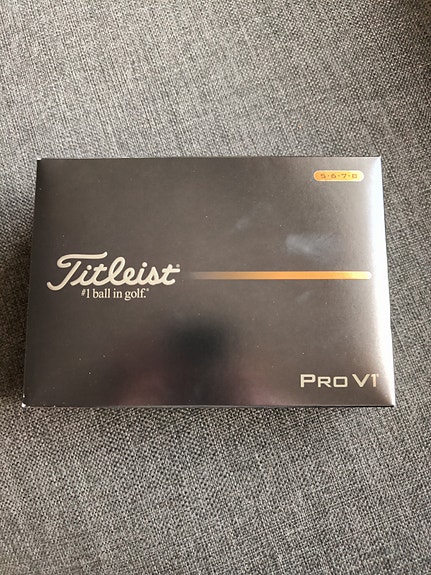 5·6·7·8
Titleist®
#1 ball in golf.®
PRO V1®